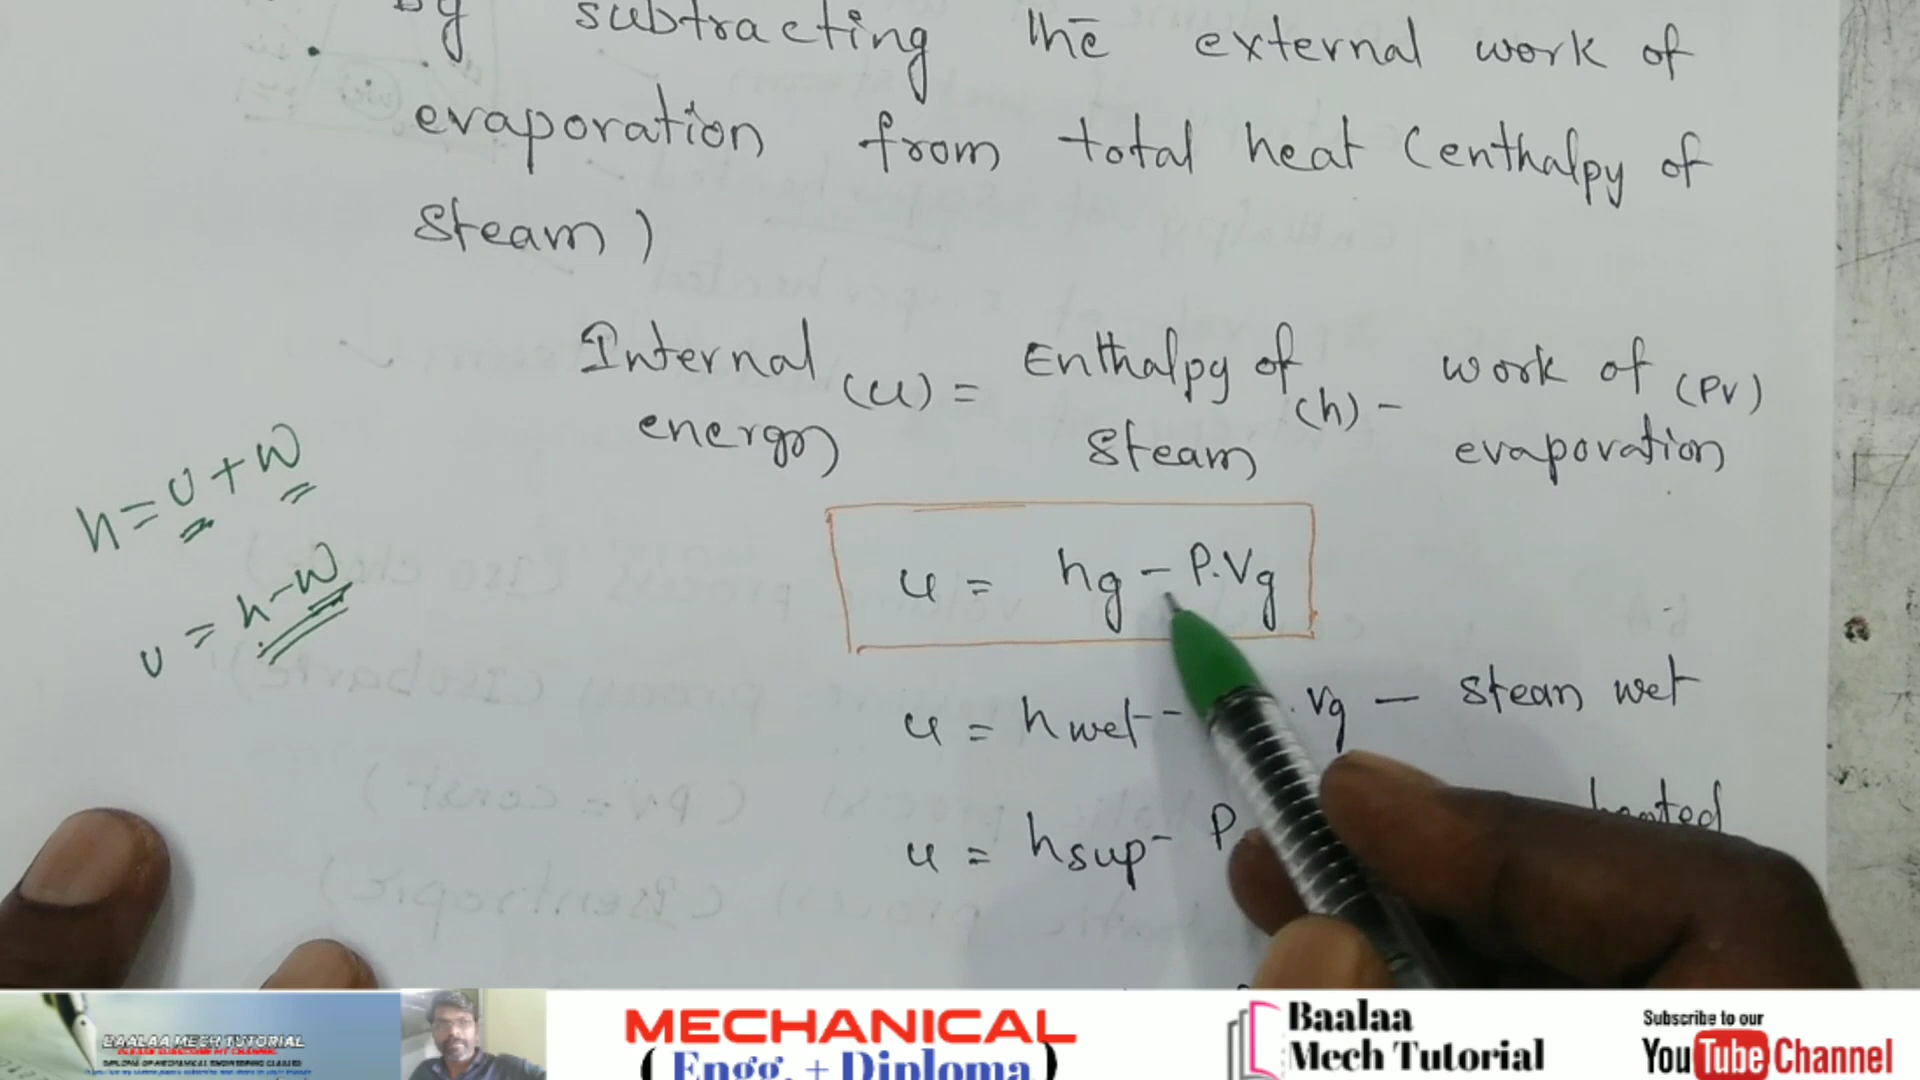 By subtracting The external work of
evaporation from total heat (enthalpy of
Steam)
Internal energy (u) = Enthalpy of Steam (h) - work of evaporation (PV)
h = u + w
u = h - w
u = hg - P.Vg
u = hwet - .vg - stean wet
u = hsup - P heated
BAALAA MECH TUTORIAL
MECHANICAL
(Engg. + Diploma)
Baalaa
Mech Tutorial
Subscribe to our
YouTube Channel